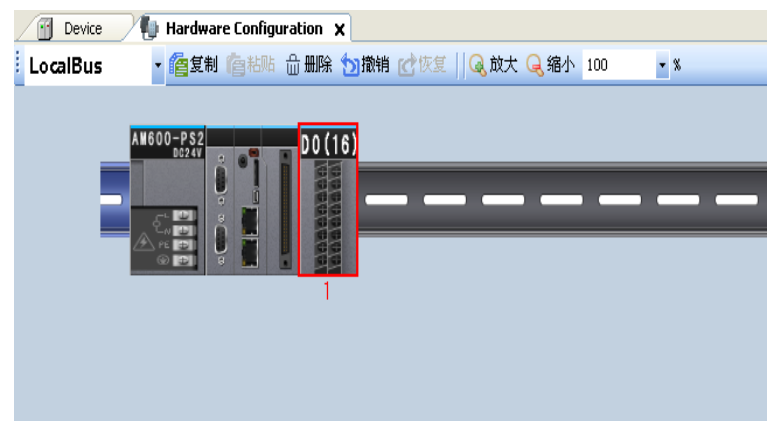 Device Hardware Configuration x
LocalBus 复制 粘贴 删除 撤销 恢复 放大 缩小 100 %
AM600-PS2
DC24V
DO(16)
L
N
PE
1